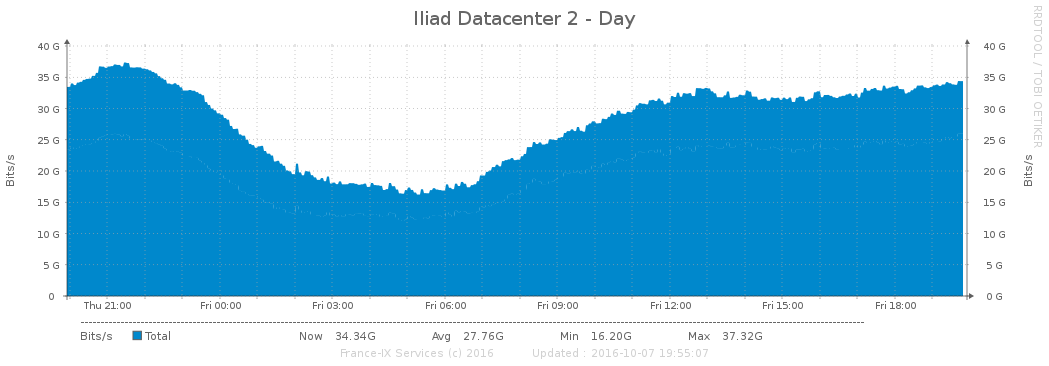 Iliad Datacenter 2 - Day
RRDTOOL / TOBI OETIKER
Bits/s
40 G
35 G
30 G
25 G
20 G
15 G
10 G
5 G
0
40 G
35 G
30 G
25 G
20 G
15 G
10 G
5 G
0 G
Bits/s
Thu 21:00 Fri 00:00 Fri 03:00 Fri 06:00 Fri 09:00 Fri 12:00 Fri 15:00 Fri 18:00
Bits/s Total Now 34.34G Avg 27.76G Min 16.20G Max 37.32G
France-IX Services (c) 2016 Updated : 2016-10-07 19:55:07